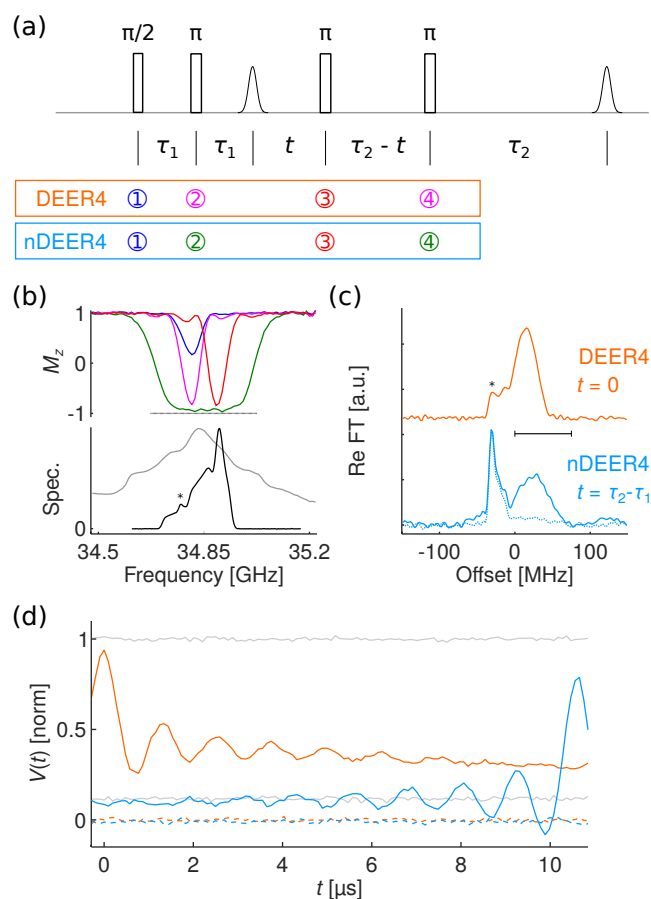 (a)
π/2 π π π
τ1 τ1 t τ2 - t τ2
DEER4 ① ② ③ ④
nDEER4 ① ② ③ ④
(b)
1
0
-1
Mz
*
0
Spec.
34.5 34.85 35.2
Frequency [GHz]
(c)
Re FT [a.u.]
*
DEER4
t = 0
nDEER4
t = τ2-τ1
-100 0 100
Offset [MHz]
(d)
1
0.5
0
V(t) [norm]
0 2 4 6 8 10
t [µs]